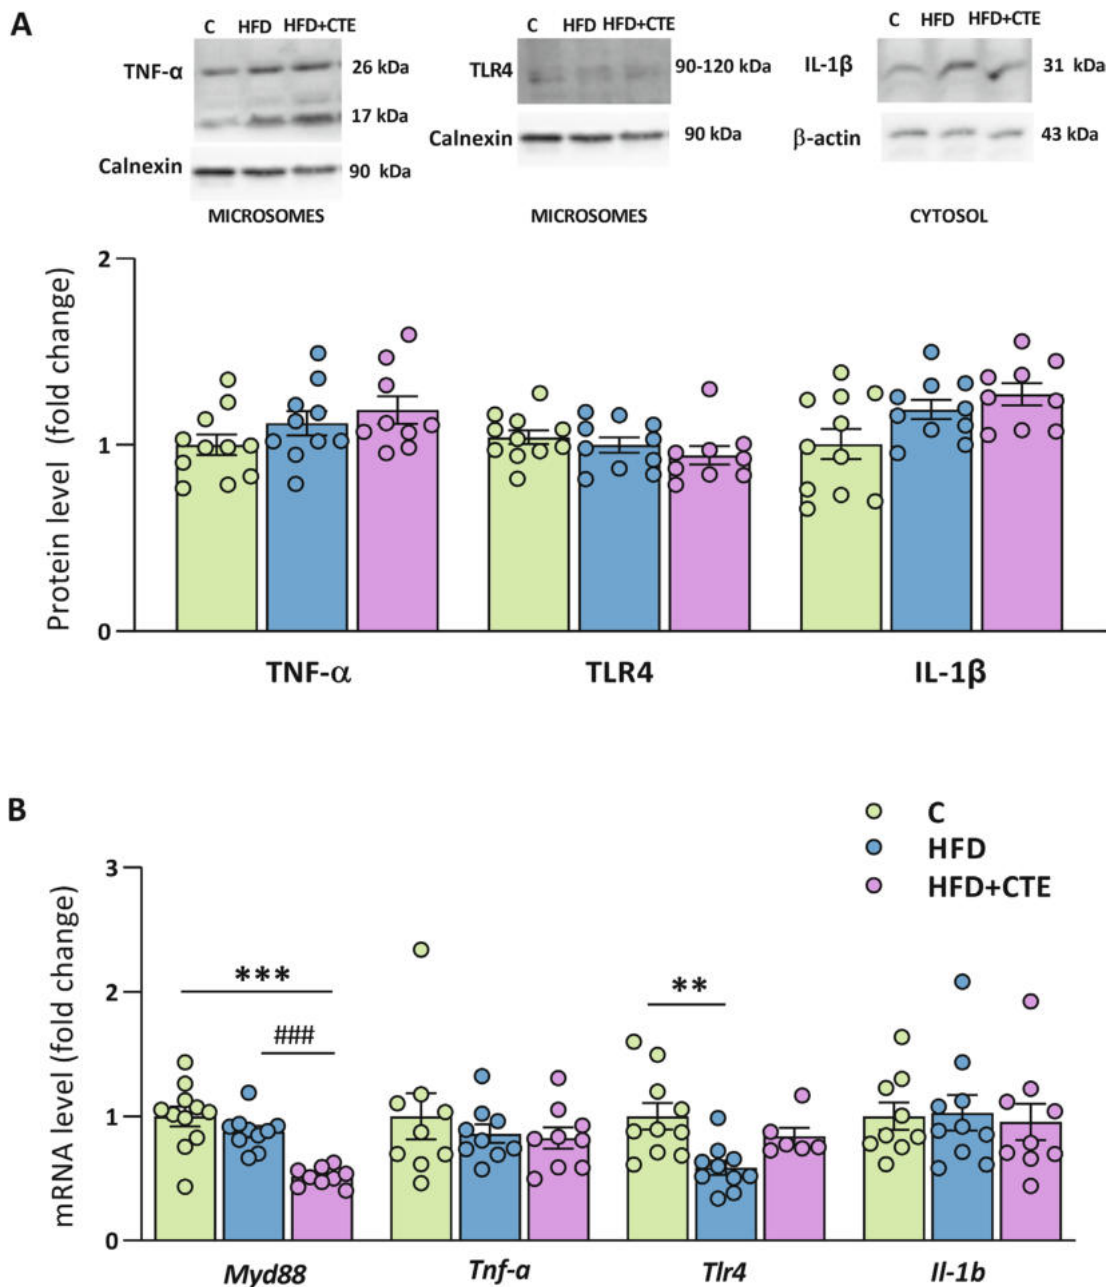 A
C HFD HFD+CTE
TNF-α
26 kDa
17 kDa
Calnexin
90 kDa
MICROSOMES
C HFD HFD+CTE
TLR4
90-120 kDa
Calnexin
90 kDa
MICROSOMES
C HFD HFD+CTE
IL-1β
31 kDa
β-actin
43 kDa
CYTOSOL
Protein level (fold change)
2
1
0
TNF-α TLR4 IL-1β
B
C
HFD
HFD+CTE
mRNA level (fold change)
3
2
1
0
***
###
**
Myd88 Tnf-a Tlr4 Il-1b